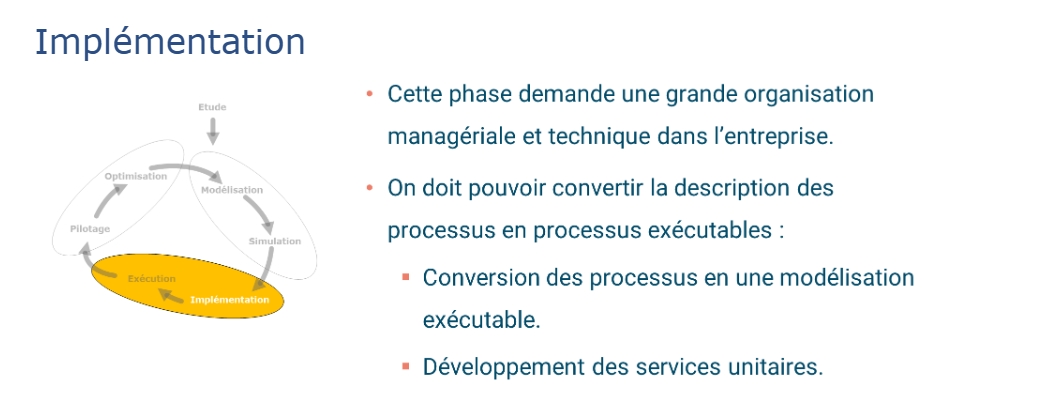 Implémentation
Etude
Optimisation
Modélisation
Pilotage
Simulation
Exécution
Implémentation
• Cette phase demande une grande organisation
managériale et technique dans l’entreprise.
• On doit pouvoir convertir la description des
processus en processus exécutables :
▪ Conversion des processus en une modélisation
exécutable.
▪ Développement des services unitaires.